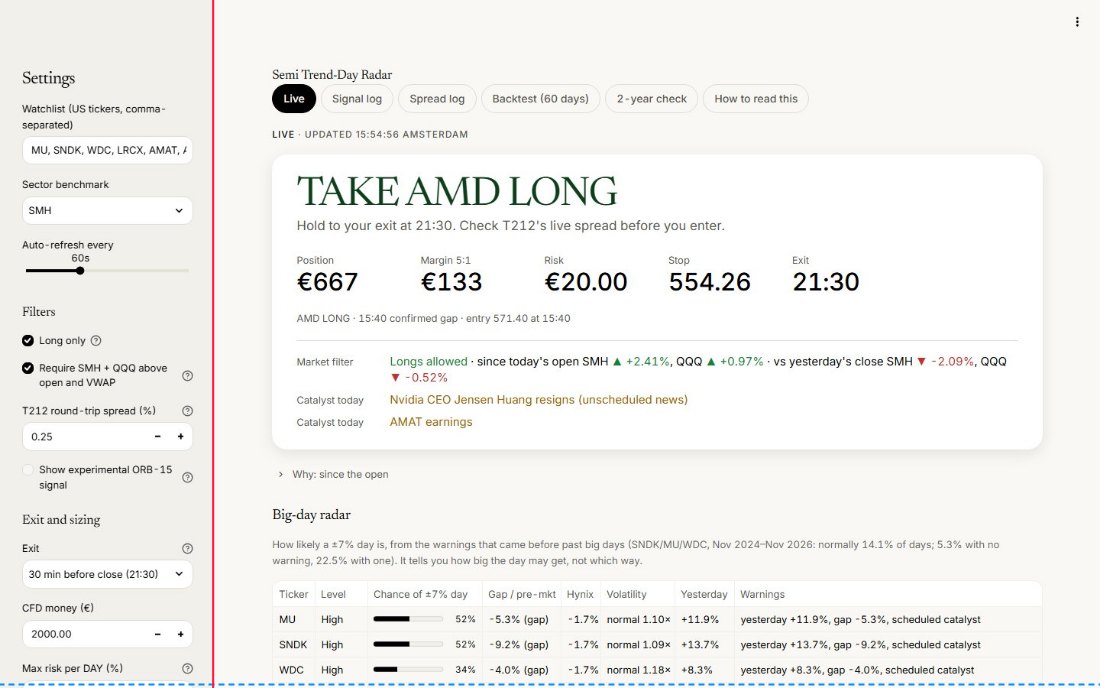 Settings
Watchlist (US tickers, comma-
separated)
MU, SNDK, WDC, LRCX, AMAT,
Sector benchmark
SMH
Auto-refresh every
60s
Filters
Long only
Require SMH + QQQ above
open and VWAP
T212 round-trip spread (%)
0.25
Show experimental ORB-15
signal
Exit and sizing
Exit
30 min before close (21:30)
CFD money (€)
2000.00
Max risk per DAY (%)
Semi Trend-Day Radar
Live Signal log Spread log Backtest (60 days) 2-year check How to read this
LIVE · UPDATED 15:54:56 AMSTERDAM
TAKE AMD LONG
Hold to your exit at 21:30. Check T212's live spread before you enter.
Position Margin 5:1 Risk Stop Exit
€667 €133 €20.00 554.26 21:30
AMD LONG · 15:40 confirmed gap · entry 571.40 at 15:40
Market filter Longs allowed · since today's open SMH ▲ +2.41%, QQQ ▲ +0.97% · vs yesterday's close SMH ▼ -2.09%, QQQ
▼ -0.52%
Catalyst today Nvidia CEO Jensen Huang resigns (unscheduled news)
Catalyst today AMAT earnings
Why: since the open
Big-day radar
How likely a ±7% day is, from the warnings that came before past big days (SNDK/MU/WDC, Nov 2024–Nov 2026: normally 14.1% of days; 5.3% with no
warning, 22.5% with one). It tells you how big the day may get, not which way.
Ticker Level Chance of ±7% day Gap / pre-mkt Hynix Volatility Yesterday Warnings
MU High 52% -5.3% (gap) -1.7% normal 1.10× +11.9% yesterday +11.9%, gap -5.3%, scheduled catalyst
SNDK High 52% -9.2% (gap) -1.7% normal 1.09× +13.7% yesterday +13.7%, gap -9.2%, scheduled catalyst
WDC High 34% -4.0% (gap) -1.7% normal 1.18× +8.3% yesterday +8.3%, gap -4.0%, scheduled catalyst